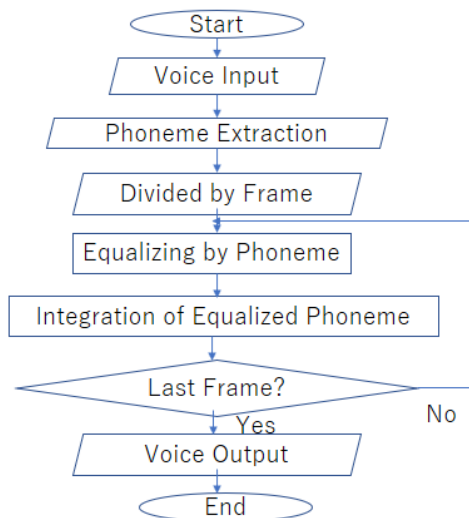 Start
Voice Input
Phoneme Extraction
Divided by Frame
Equalizing by Phoneme
Integration of Equalized Phoneme
Last Frame?
No
Yes
Voice Output
End